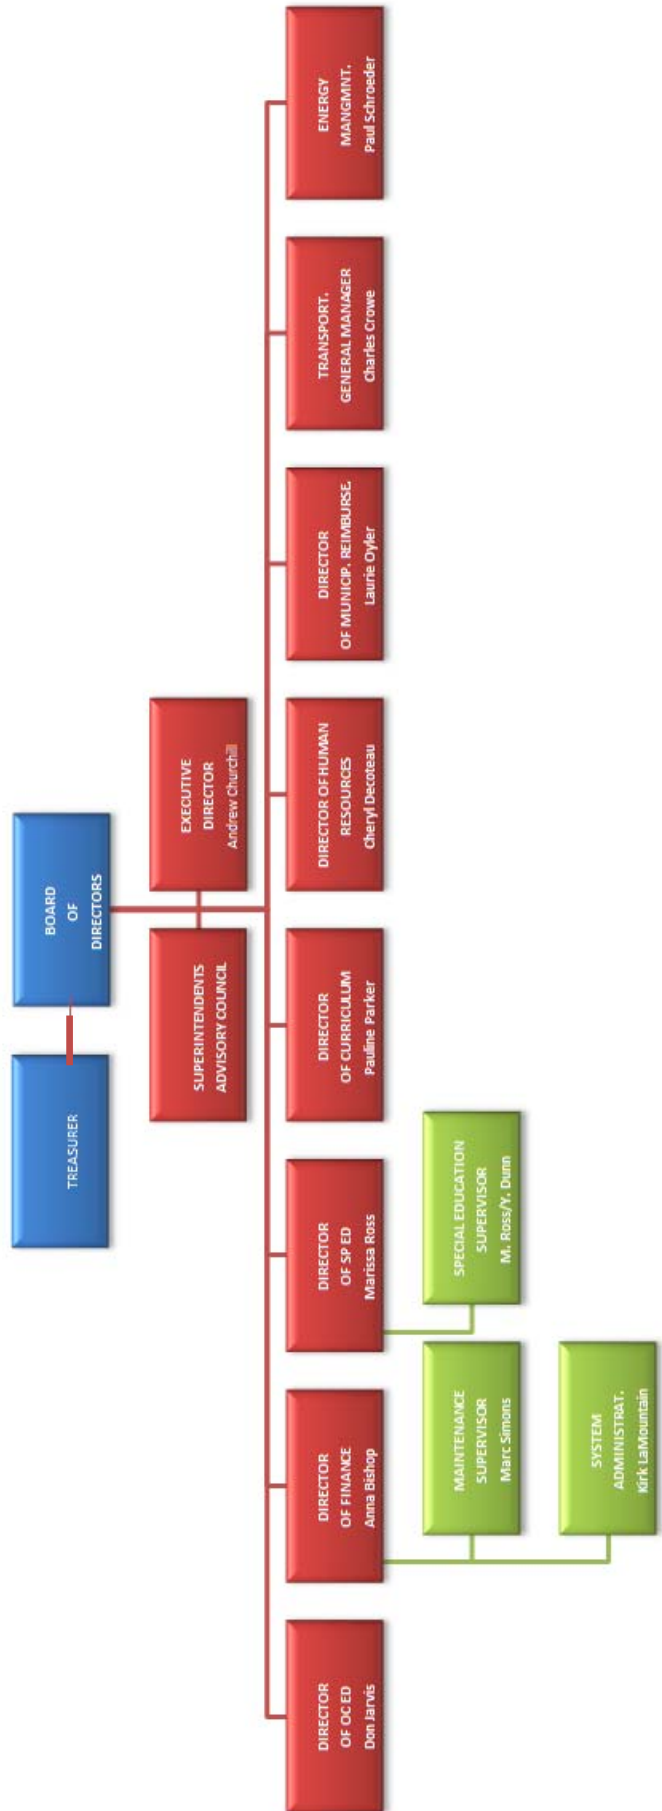 TREASURER
BOARD
OF
DIRECTORS
SUPERINTENDENTS
ADVISORY COUNCIL
EXECUTIVE
DIRECTOR
Andrew Churchill
DIRECTOR
OF OC ED
Don Jarvis
DIRECTOR
OF FINANCE
Anna Bishop
DIRECTOR
OF SP ED
Marissa Ross
DIRECTOR
OF CURRICULUM
Pauline Parker
DIRECTOR OF HUMAN
RESOURCES
Cheryl Decoteau
DIRECTOR
OF MUNICIP. REIMBURSE.
Laurie Oyler
TRANSPORT.
GENERAL MANAGER
Charles Crowe
ENERGY
MANGMNT.
Paul Schroeder
MAINTENANCE
SUPERVISOR
Marc Simons
SPECIAL EDUCATION
SUPERVISOR
M. Ross/Y. Dunn
SYSTEM
ADMINISTRAT.
Kirk LaMountain